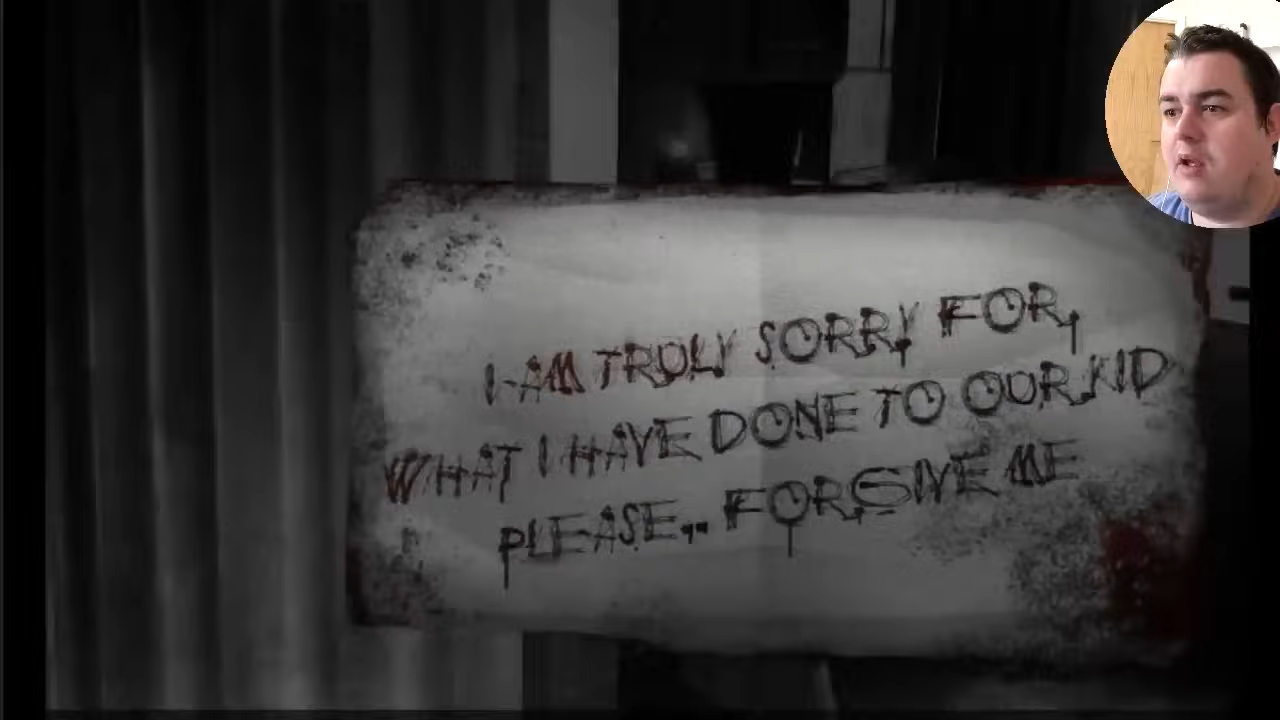 I AM TRULY SORRY FOR,
WHAT I HAVE DONE TO OUR KID
PLEASE.. FORGIVE ME